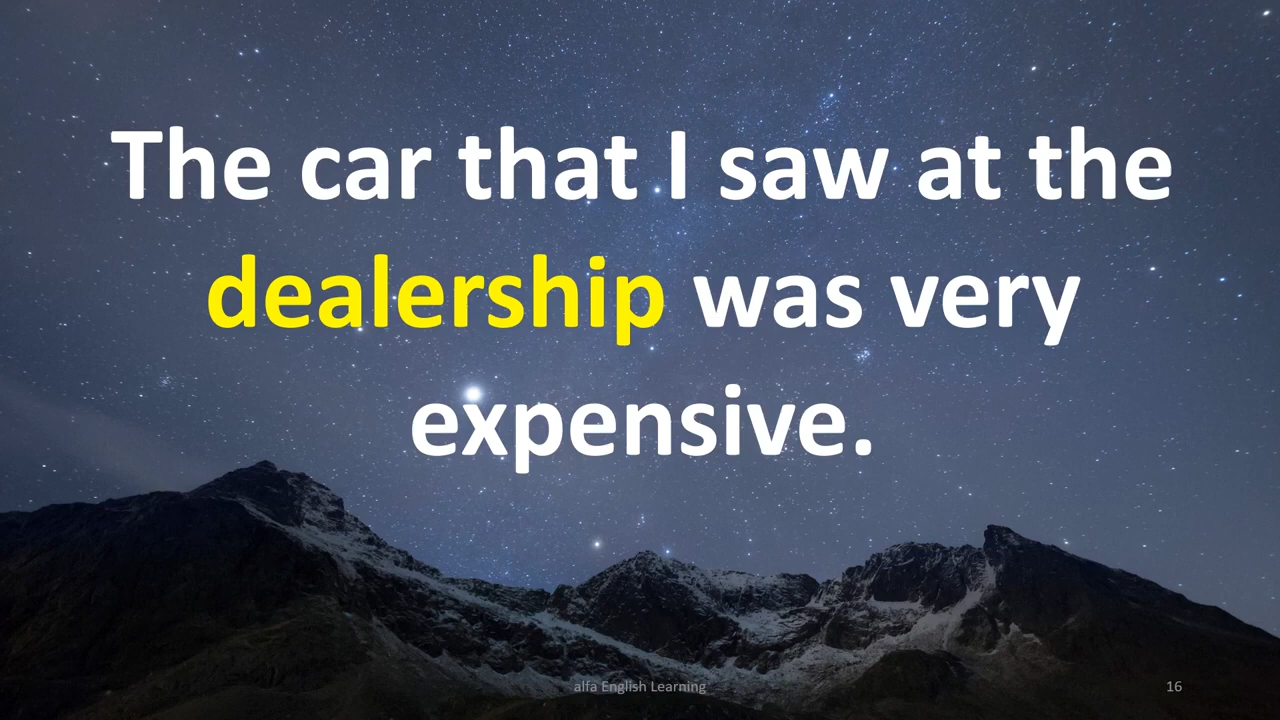 The car that I saw at the
dealership was very
expensive.
alfa English Learning
16